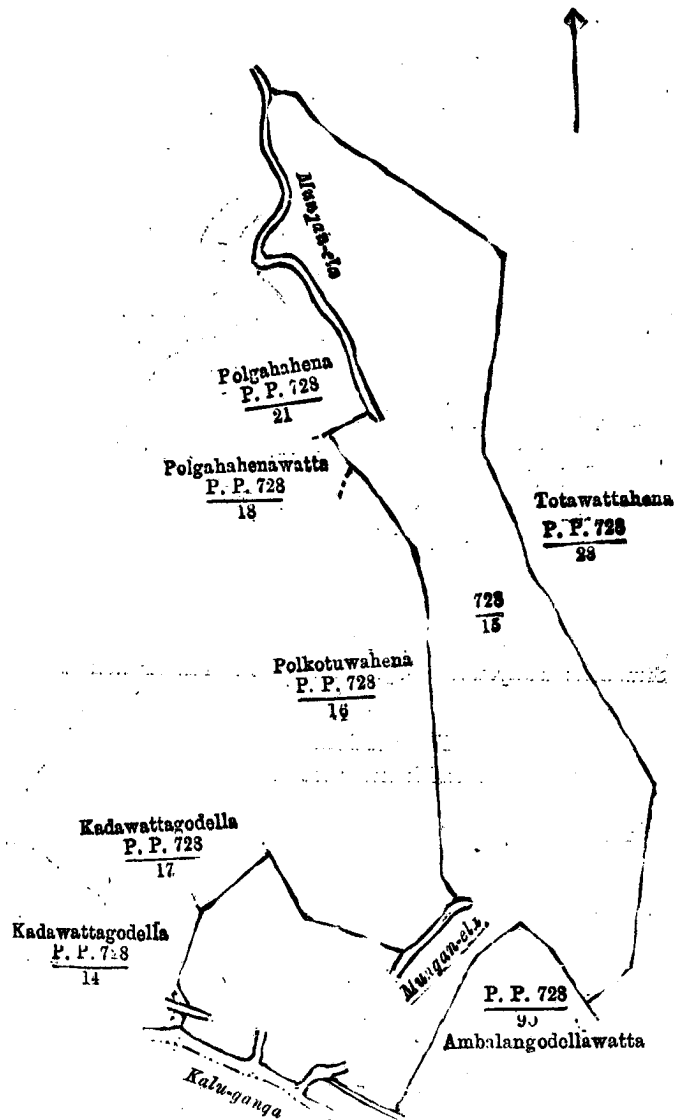 Mungan-ela
Polgahahena
P. P. 728
21
Polgahahenawatta
P. P. 728
18
Totawattahena
P. P. 728
28
728
15
Polkotuwahena
P. P. 728
16
Kadawattagodella
P. P. 728
17
Kadawattagodella
P. P. 728
14
Mungan-ela
P. P. 728
Ambalangodellawatta
Kalu-ganga